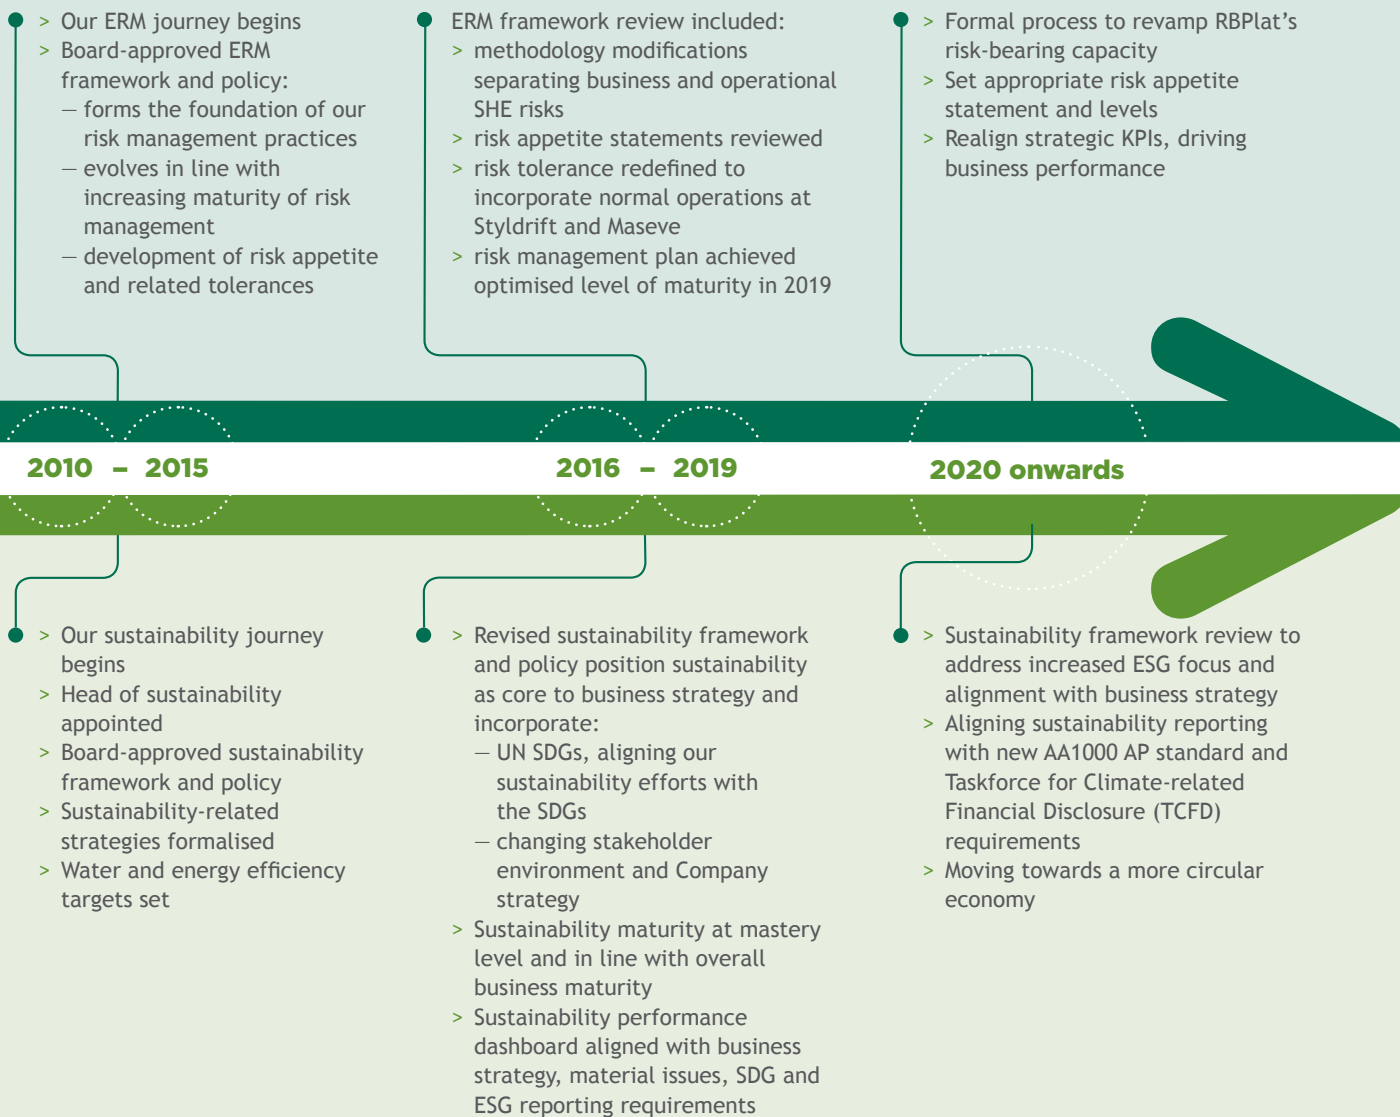 > Our ERM journey begins
> Board-approved ERM
framework and policy:
— forms the foundation of our
risk management practices
— evolves in line with
increasing maturity of risk
management
— development of risk appetite
and related tolerances
ERM framework review included:
> methodology modifications
separating business and operational
SHE risks
> risk appetite statements reviewed
> risk tolerance redefined to
incorporate normal operations at
Styldrift and Maseve
> risk management plan achieved
optimised level of maturity in 2019
> Formal process to revamp RBPlat’s
risk-bearing capacity
> Set appropriate risk appetite
statement and levels
> Realign strategic KPIs, driving
business performance
2010 – 2015
2016 – 2019
2020 onwards
> Our sustainability journey
begins
> Head of sustainability
appointed
> Board-approved sustainability
framework and policy
> Sustainability-related
strategies formalised
> Water and energy efficiency
targets set
> Revised sustainability framework
and policy position sustainability
as core to business strategy and
incorporate:
— UN SDGs, aligning our
sustainability efforts with
the SDGs
— changing stakeholder
environment and Company
strategy
> Sustainability maturity at mastery
level and in line with overall
business maturity
> Sustainability performance
dashboard aligned with business
strategy, material issues, SDG and
ESG reporting requirements
> Sustainability framework review to
address increased ESG focus and
alignment with business strategy
> Aligning sustainability reporting
with new AA1000 AP standard and
Taskforce for Climate-related
Financial Disclosure (TCFD)
requirements
> Moving towards a more circular
economy